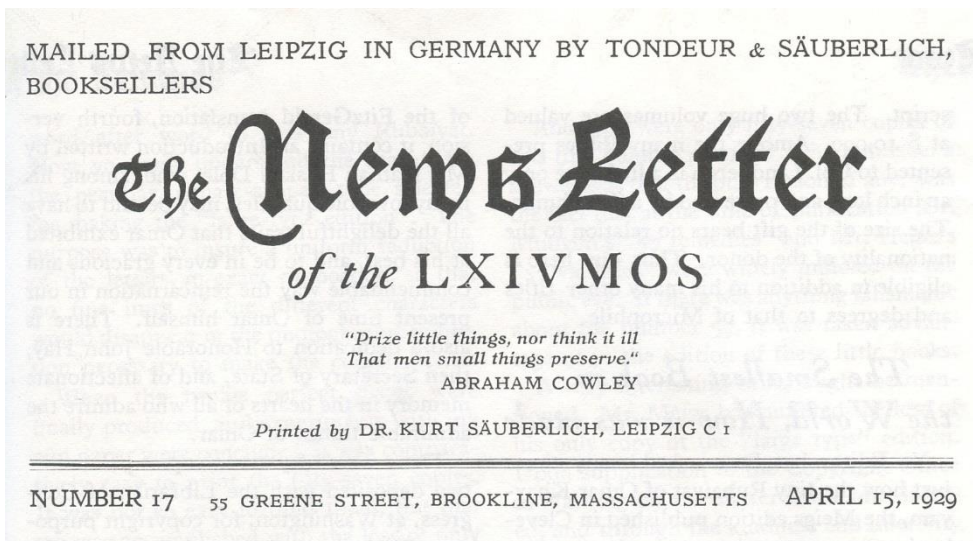 MAILED FROM LEIPZIG IN GERMANY BY TONDEUR & SÄUBERLICH,
BOOKSELLERS
The News Letter
of the LXIVMOS
"Prize little things, nor think it ill
That men small things preserve."
ABRAHAM COWLEY
Printed by DR. KURT SÄUBERLICH, LEIPZIG C 1
NUMBER 17 55 GREENE STREET, BROOKLINE, MASSACHUSETTS APRIL 15, 1929